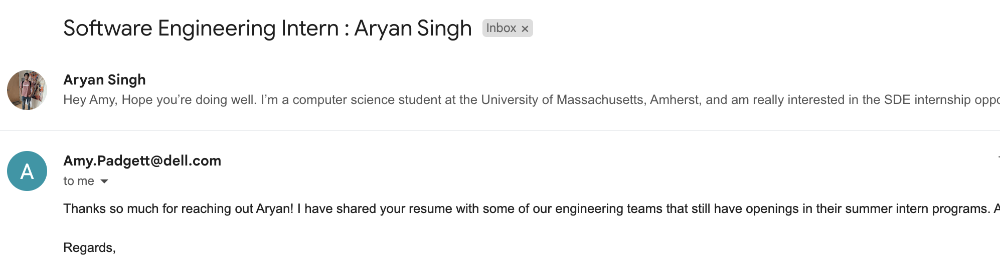 Software Engineering Intern : Aryan Singh Inbox ×
Aryan Singh
Hey Amy, Hope you’re doing well. I’m a computer science student at the University of Massachusetts, Amherst, and am really interested in the SDE internship oppo
A
Amy.Padgett@dell.com
to me
Thanks so much for reaching out Aryan! I have shared your resume with some of our engineering teams that still have openings in their summer intern programs. A
Regards,